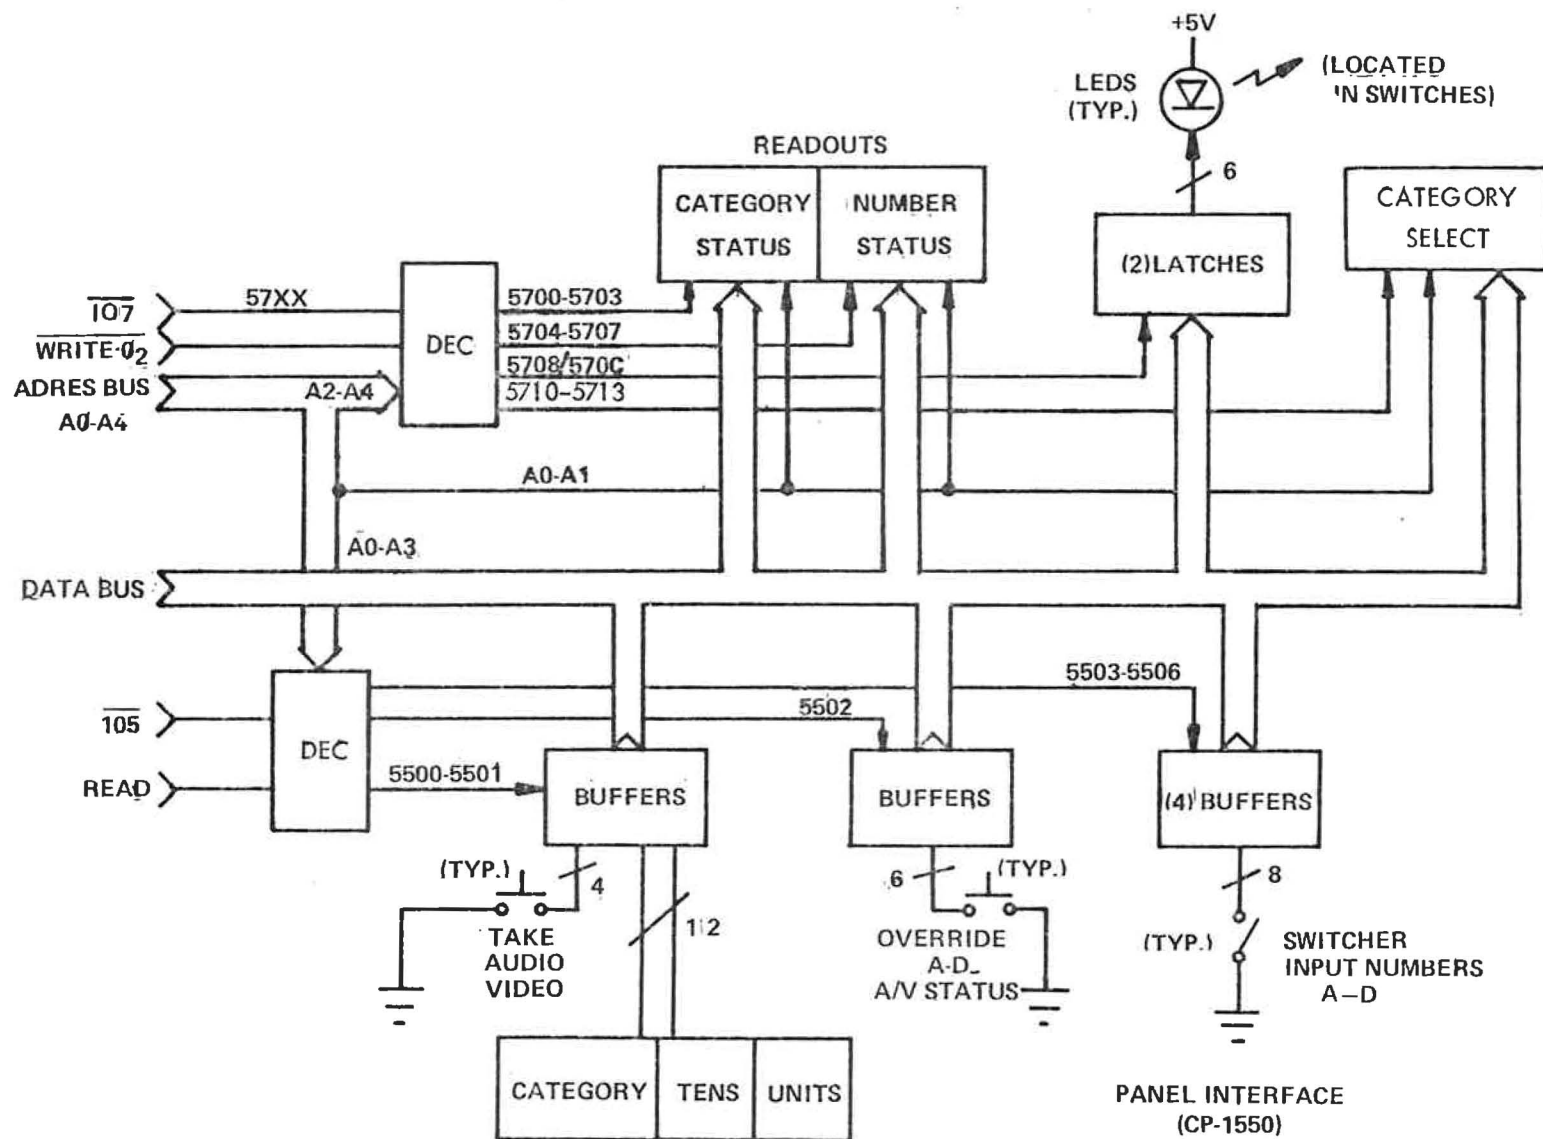 +5V
LEDS
(TYP.)
(LOCATED
IN SWITCHES)
6
READOUTS
CATEGORY
STATUS
NUMBER
STATUS
(2) LATCHES
CATEGORY
SELECT
IO7
57XX
WRITE·Ø2
ADRES BUS
A0-A4
A2-A4
DEC
5700-5703
5704-5707
5708/570C
5710-5713
A0-A1
A0-A3
DATA BUS
105
READ
DEC
5500-5501
5502
5503-5506
BUFFERS
BUFFERS
(4) BUFFERS
(TYP.)
4
TAKE
AUDIO
VIDEO
12
6
(TYP.)
OVERRIDE
A-D
A/V STATUS
8
(TYP.)
SWITCHER
INPUT NUMBERS
A-D
CATEGORY
TENS
UNITS
PANEL INTERFACE
(CP-1550)